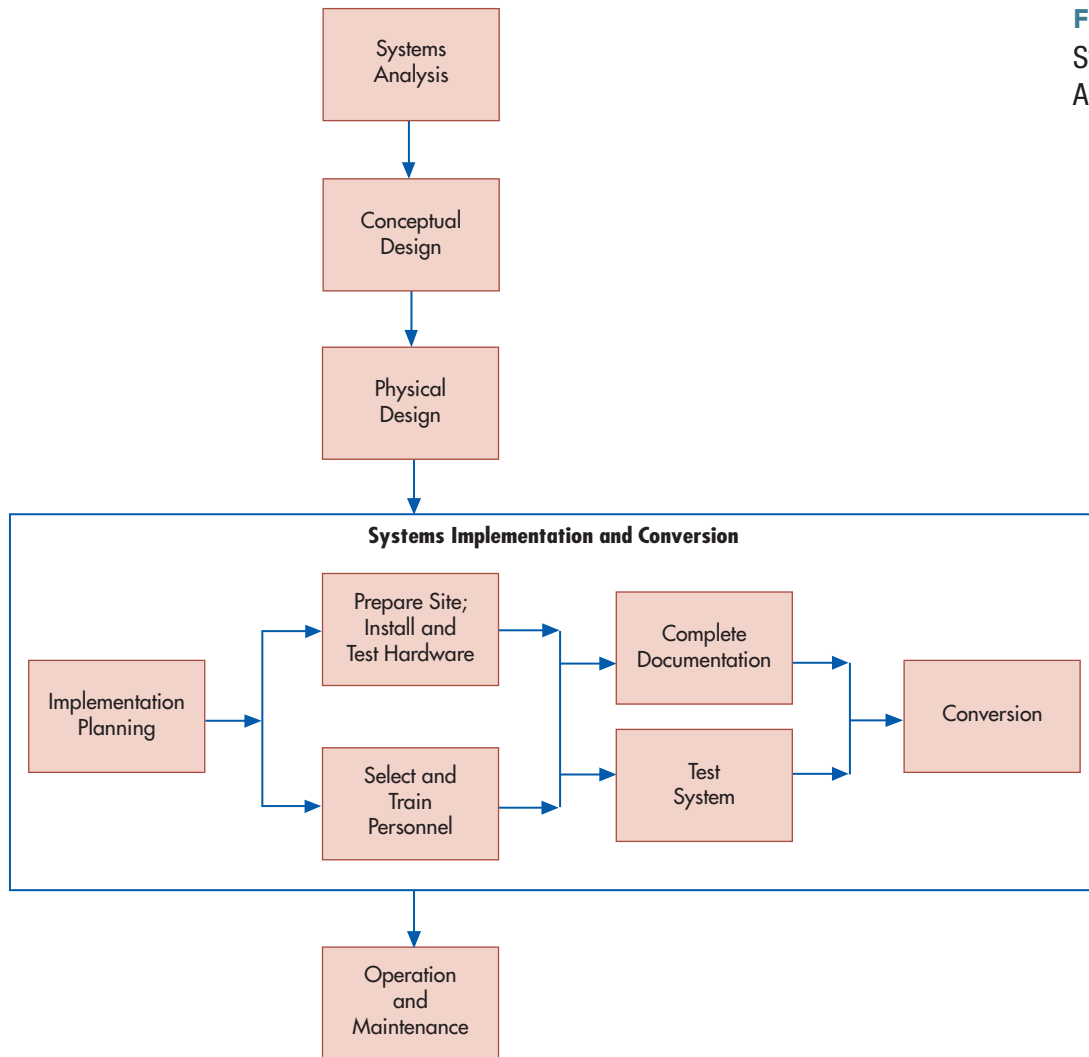 F
S
A
Systems
Analysis
Conceptual
Design
Physical
Design
Systems Implementation and Conversion
Implementation
Planning
Prepare Site;
Install and
Test Hardware
Select and
Train
Personnel
Complete
Documentation
Test
System
Conversion
Operation
and
Maintenance